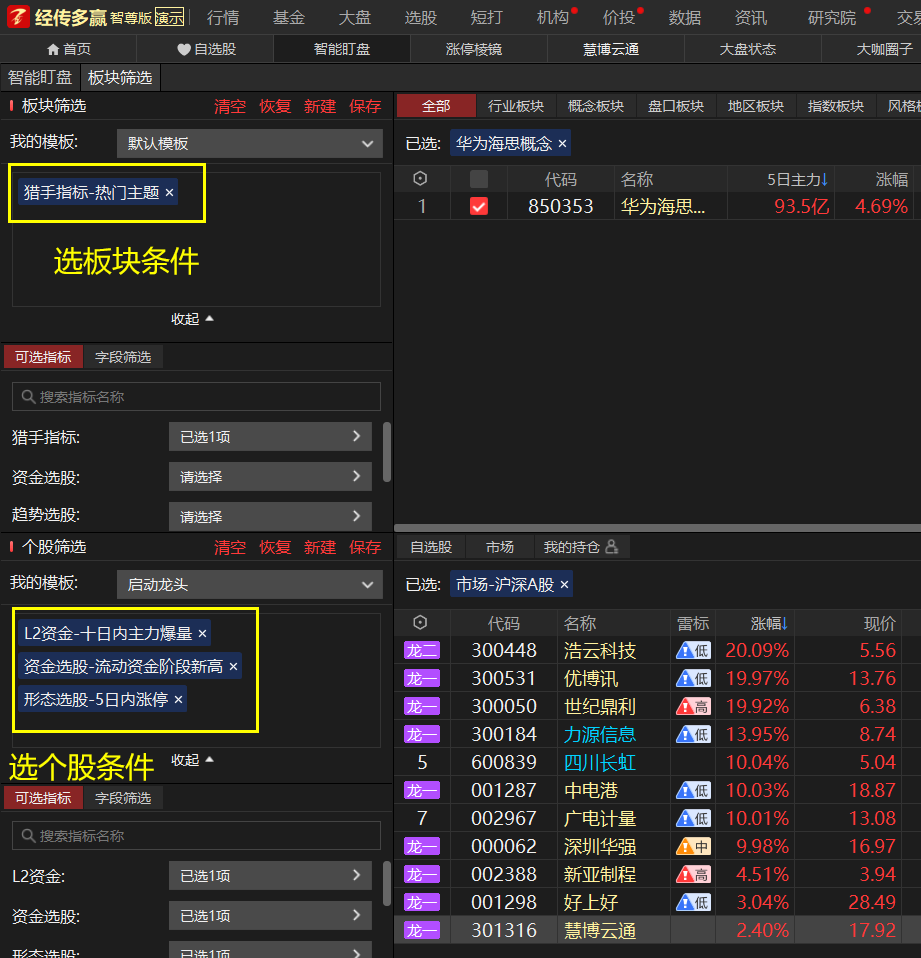 经传多赢 智尊版 演示 行情 基金 大盘 选股 短打 机构 价投 数据 资讯 研究院
首页 自选股 智能盯盘 涨停棱镜 慧博云通 大盘状态 大咖圈子
智能盯盘 板块筛选
板块筛选 清空 恢复 新建 保存
我的模板: 默认模板
猎手指标-热门主题 ×
选板块条件
收起
可选指标 字段筛选
搜索指标名称
猎手指标: 已选1项
资金选股: 请选择
趋势选股: 请选择
全部 行业板块 概念板块 盘口板块 地区板块 指数板块 风格
已选: 华为海思概念 ×
代码 名称 5日主力↓ 涨幅
1 850353 华为海思... 93.5亿 4.69%
个股筛选 清空 恢复 新建 保存
我的模板: 启动龙头
L2资金-十日内主力爆量 ×
资金选股-流动资金阶段新高 ×
形态选股-5日内涨停 ×
选个股条件 收起
可选指标 字段筛选
搜索指标名称
L2资金: 已选1项
资金选股: 已选1项
形态选股: 已选1项
自选股 市场 我的持仓
已选: 市场-沪深A股 ×
代码 名称 雷标 涨幅↓ 现价
龙二 300448 浩云科技 低 20.09% 5.56
龙一 300531 优博讯 低 19.97% 13.76
龙一 300050 世纪鼎利 高 19.92% 6.38
龙一 300184 力源信息 低 13.95% 8.74
5 600839 四川长虹 10.04% 5.04
龙一 001287 中电港 低 10.03% 18.87
7 002967 广电计量 低 10.01% 13.08
龙一 000062 深圳华强 中 9.98% 16.97
龙一 002388 新亚制程 高 4.51% 3.94
龙一 001298 好上好 低 3.04% 28.49
龙一 301316 慧博云通 2.40% 17.92